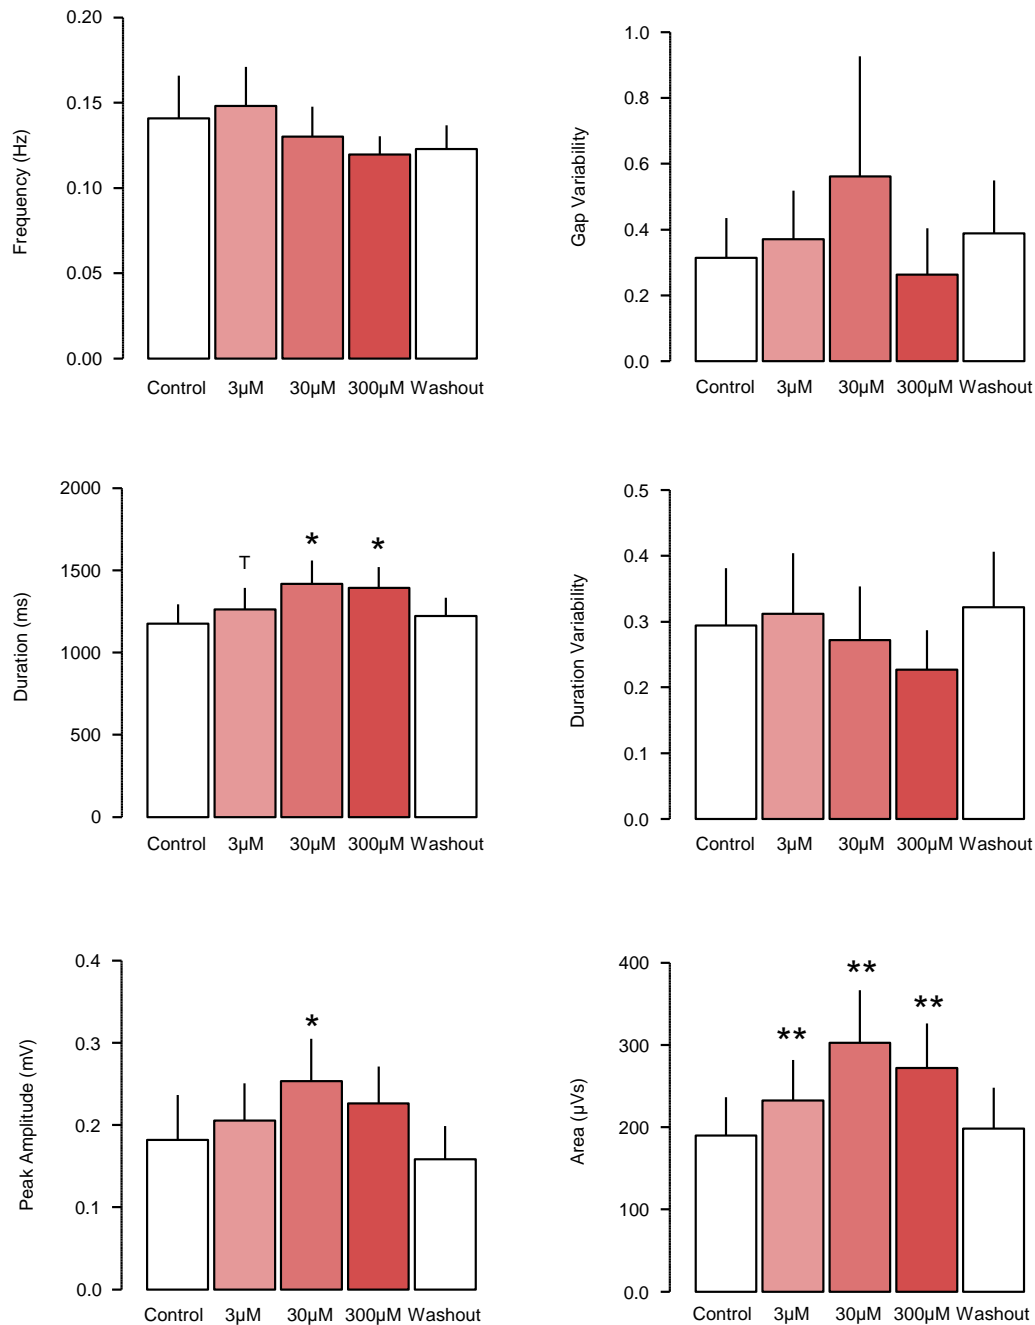 Frequency (Hz)
0.20
0.15
0.10
0.05
0.00
Control 3µM 30µM 300µM Washout
Gap Variability
1.0
0.8
0.6
0.4
0.2
0.0
Control 3µM 30µM 300µM Washout
Duration (ms)
2000
1500
1000
500
0
T * *
Control 3µM 30µM 300µM Washout
Duration Variability
0.5
0.4
0.3
0.2
0.1
0.0
Control 3µM 30µM 300µM Washout
Peak Amplitude (mV)
0.4
0.3
0.2
0.1
0.0
*
Control 3µM 30µM 300µM Washout
Area (µVs)
400
300
200
100
0
** ** **
Control 3µM 30µM 300µM Washout